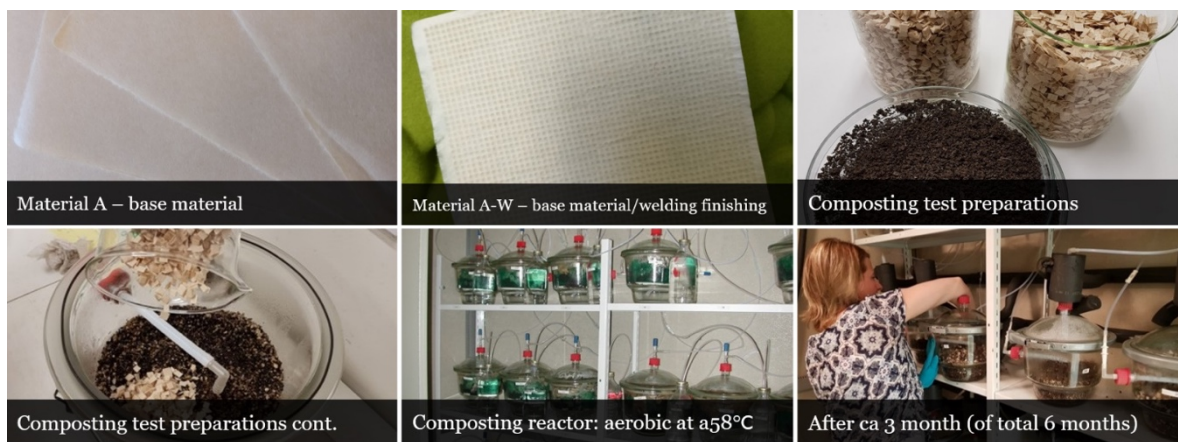 Material A – base material
Material A-W – base material/welding finishing
Composting test preparations
Composting test preparations cont.
Composting reactor: aerobic at a58°C
After ca 3 month (of total 6 months)